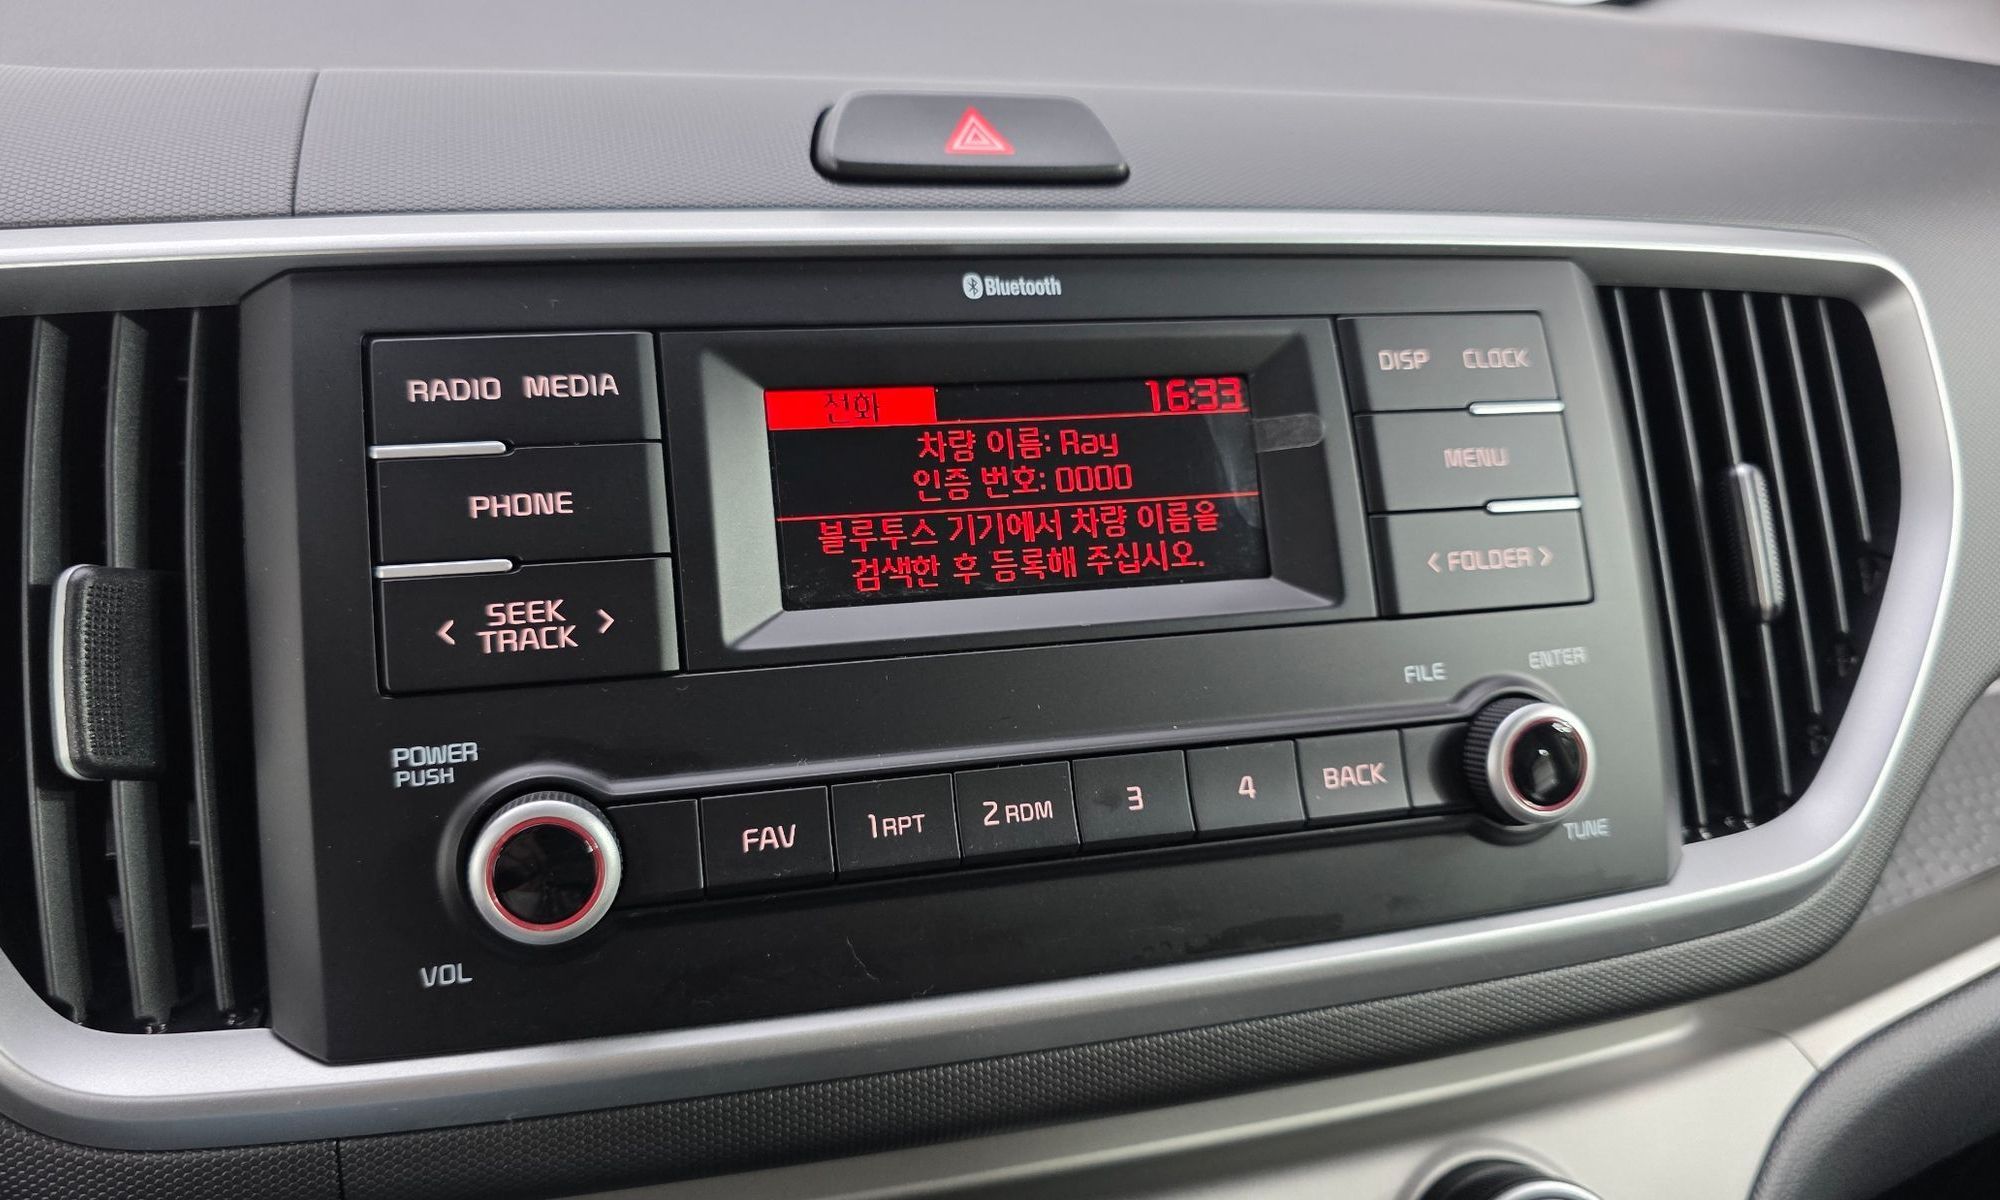 Bluetooth
RADIO MEDIA
PHONE
< SEEK >
TRACK
전화 16:33
차량 이름: Ray
인증 번호: 0000
블루투스 기기에서 차량 이름을
검색한 후 등록해 주십시오.
DISP CLOCK
MENU
< FOLDER >
FILE ENTER
POWER
PUSH
FAV 1 RPT 2 RDM 3 4 BACK
TUNE
VOL